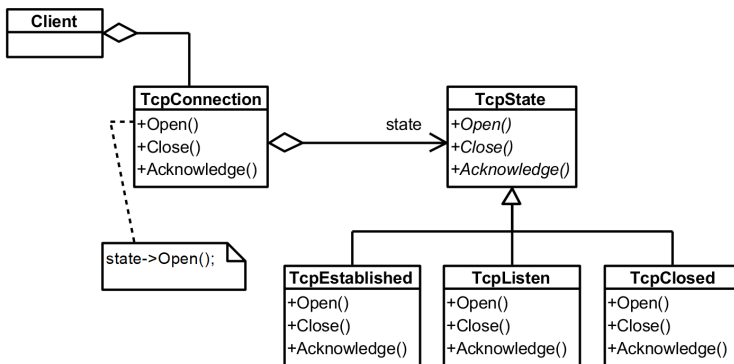 Client
TcpConnection
+Open()
+Close()
+Acknowledge()
state
TcpState
+Open()
+Close()
+Acknowledge()
state->Open();
TcpEstablished
+Open()
+Close()
+Acknowledge()
TcpListen
+Open()
+Close()
+Acknowledge()
TcpClosed
+Open()
+Close()
+Acknowledge()